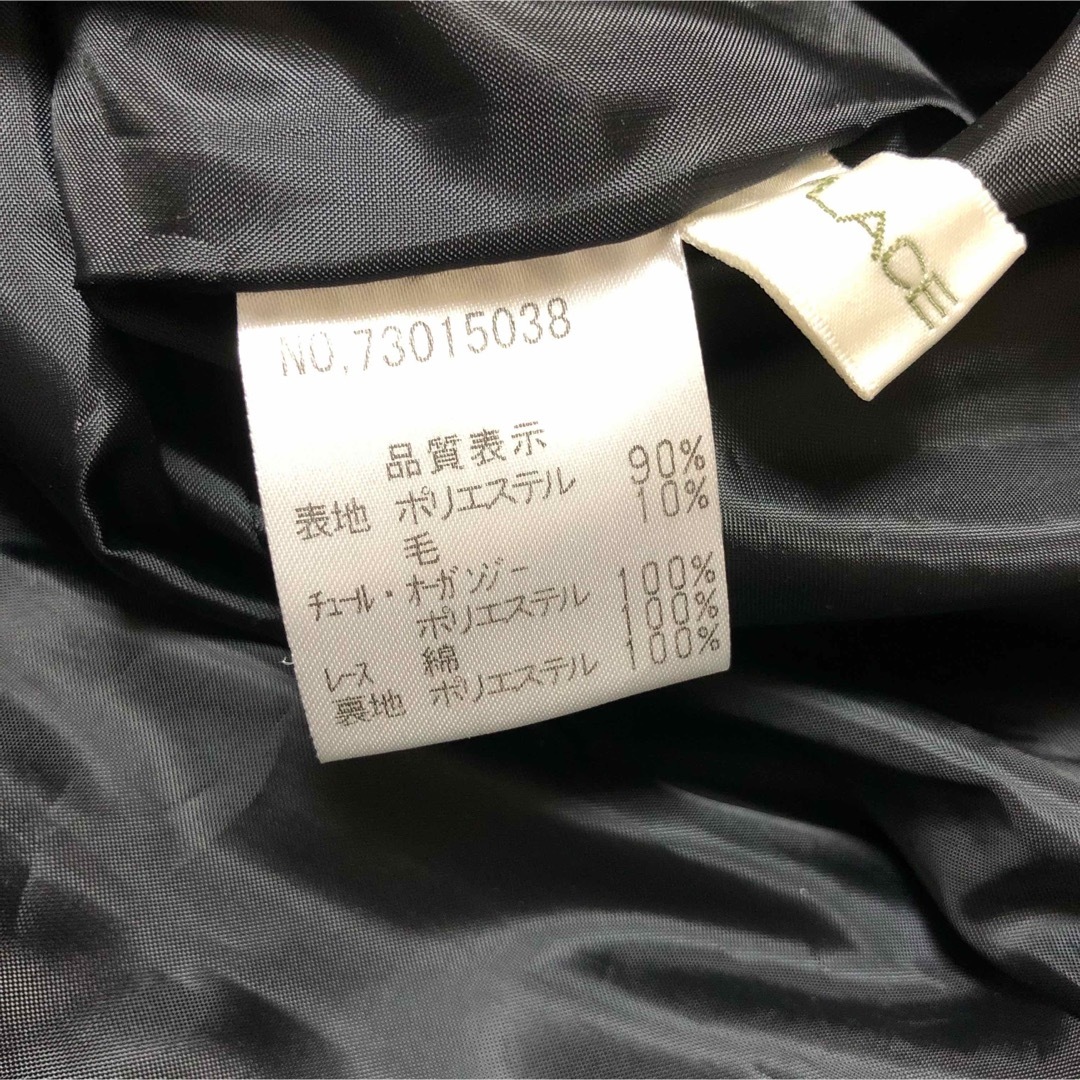 NO,73015038
品質表示
表地 ポリエステル 90%
毛 10%
チュール・オーガンジー
ポリエステル 100%
レース 綿 100%
裏地 ポリエステル 100%
LACE